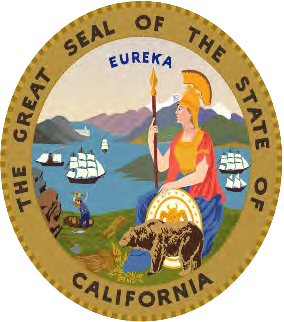 THE GREAT SEAL OF THE STATE OF
EUREKA
CALIFORNIA